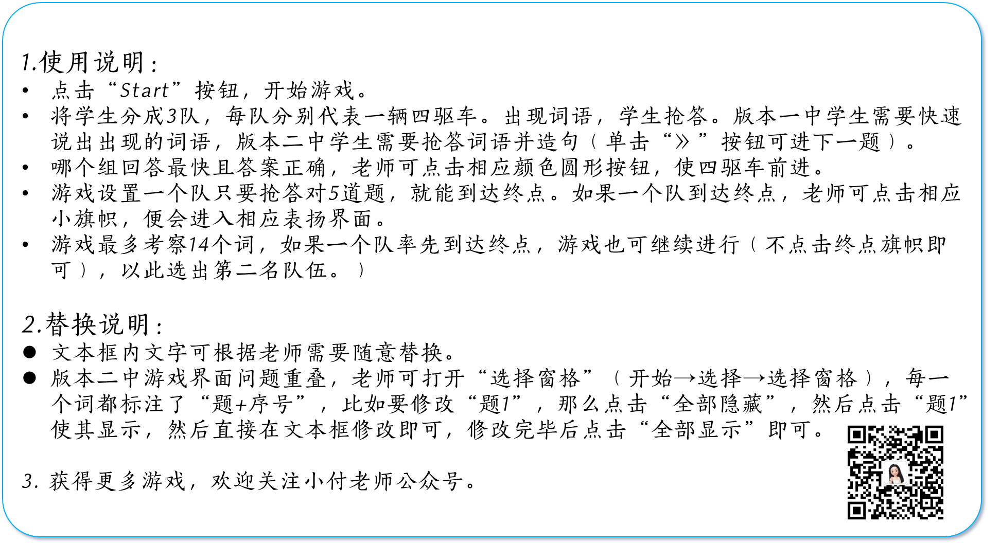 1.使用说明：
• 点击“Start”按钮，开始游戏。
• 将学生分成3队，每队分别代表一辆四驱车。出现词语，学生抢答。版本一中学生需要快速
说出出现的词语，版本二中学生需要抢答词语并造句（单击“》”按钮可进下一题）。
• 哪个组回答最快且答案正确，老师可点击相应颜色圆形按钮，使四驱车前进。
• 游戏设置一个队只要抢答对5道题，就能到达终点。如果一个队到达终点，老师可点击相应
小旗帜，便会进入相应表扬界面。
• 游戏最多考察14个词，如果一个队率先到达终点，游戏也可继续进行（不点击终点旗帜即
可），以此选出第二名队伍。）
2.替换说明：
● 文本框内文字可根据老师需要随意替换。
● 版本二中游戏界面问题重叠，老师可打开“选择窗格”（开始→选择→选择窗格），每一
个词都标注了“题+序号”，比如要修改“题1”，那么点击“全部隐藏”，然后点击“题1”
使其显示，然后直接在文本框修改即可，修改完毕后点击“全部显示”即可。
3. 获得更多游戏，欢迎关注小付老师公众号。